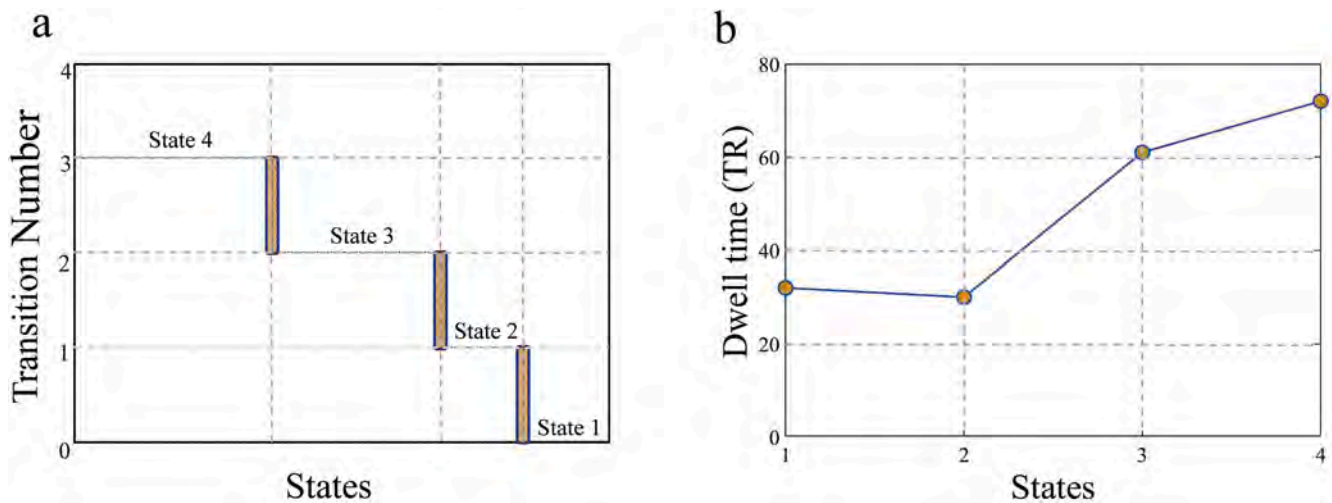 a
Transition Number
4
3
2
1
0
State 4
State 3
State 2
State 1
States
b
Dwell time (TR)
80
60
40
20
0
1 2 3 4
States